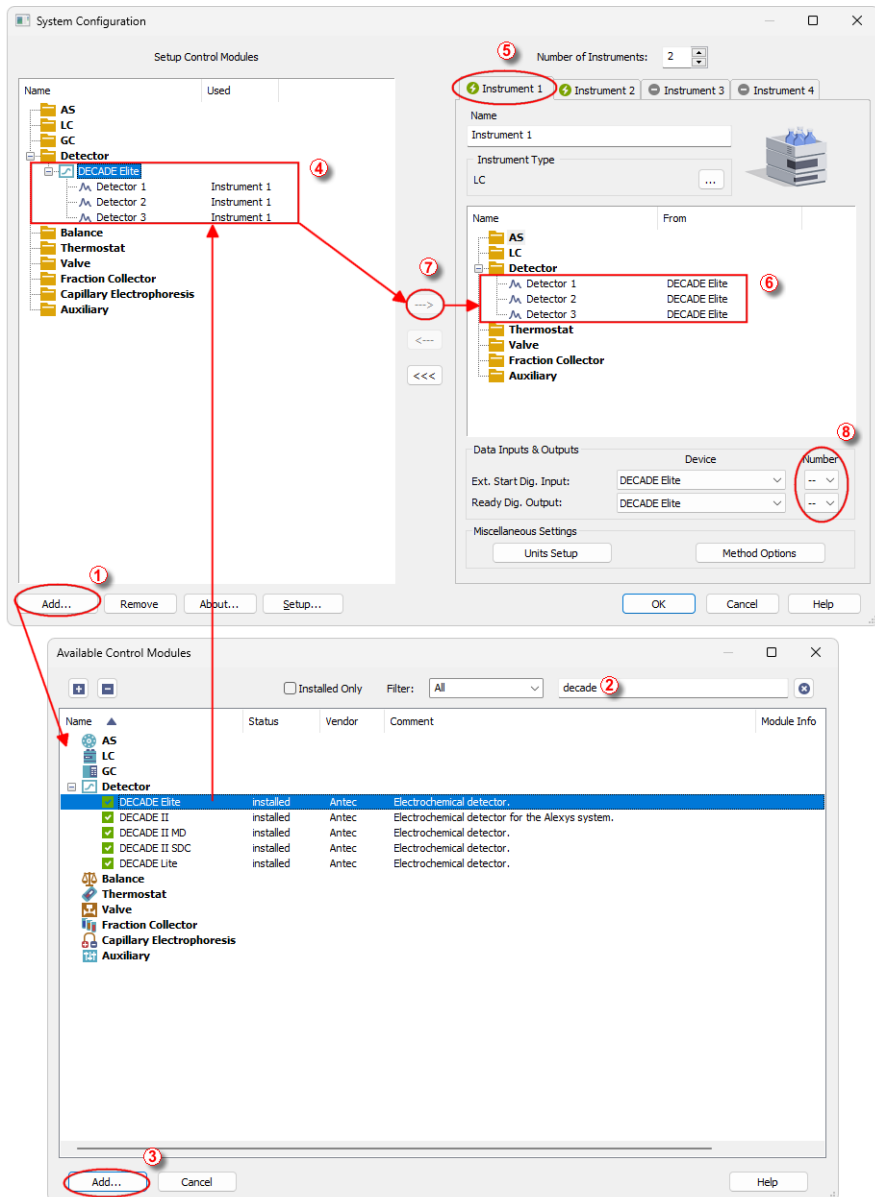 System Configuration
Setup Control Modules
Name Used
AS
LC
GC
Detector
DECADE Elite
Detector 1 Instrument 1
Detector 2 Instrument 1
Detector 3 Instrument 1
Balance
Thermostat
Valve
Fraction Collector
Capillary Electrophoresis
Auxiliary
④
⑦
--->
<---
<<<
⑤ Number of Instruments: 2
Instrument 1 Instrument 2 Instrument 3 Instrument 4
Name
Instrument 1
Instrument Type
LC ...
Name From
AS
LC
Detector
Detector 1 DECADE Elite
Detector 2 DECADE Elite
Detector 3 DECADE Elite
Thermostat
Valve
Fraction Collector
Auxiliary
⑥
⑧
Data Inputs & Outputs
Device Number
Ext. Start Dig. Input: DECADE Elite --
Ready Dig. Output: DECADE Elite --
Miscellaneous Settings
Units Setup Method Options
①
Add... Remove About... Setup... OK Cancel Help
Available Control Modules
Installed Only Filter: All decade ②
Name Status Vendor Comment Module Info
AS
LC
GC
Detector
DECADE Elite installed Antec Electrochemical detector.
DECADE II installed Antec Electrochemical detector for the Alexys system.
DECADE II MD installed Antec Electrochemical detector.
DECADE II SDC installed Antec Electrochemical detector.
DECADE Lite installed Antec Electrochemical detector.
Balance
Thermostat
Valve
Fraction Collector
Capillary Electrophoresis
Auxiliary
③
Add... Cancel Help